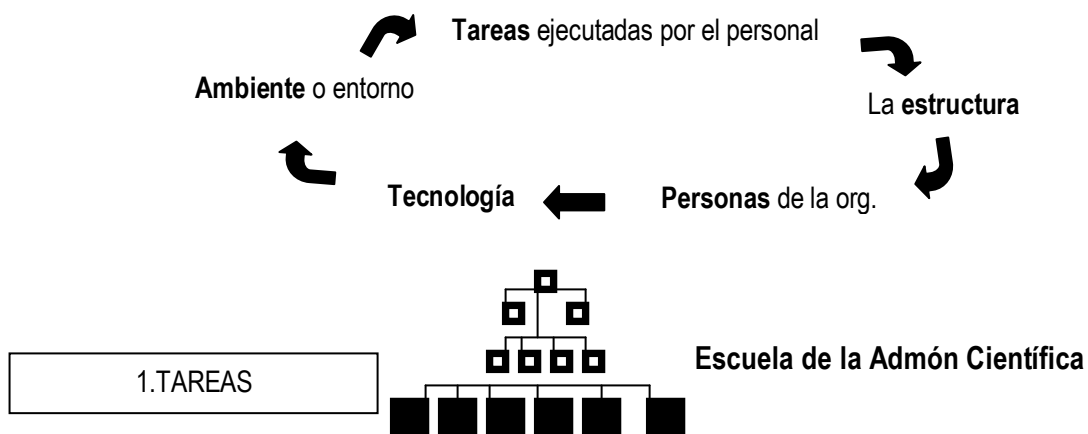 Tareas ejecutadas por el personal
Ambiente o entorno
La estructura
Tecnología
Personas de la org.
Escuela de la Admón Científica
1.TAREAS